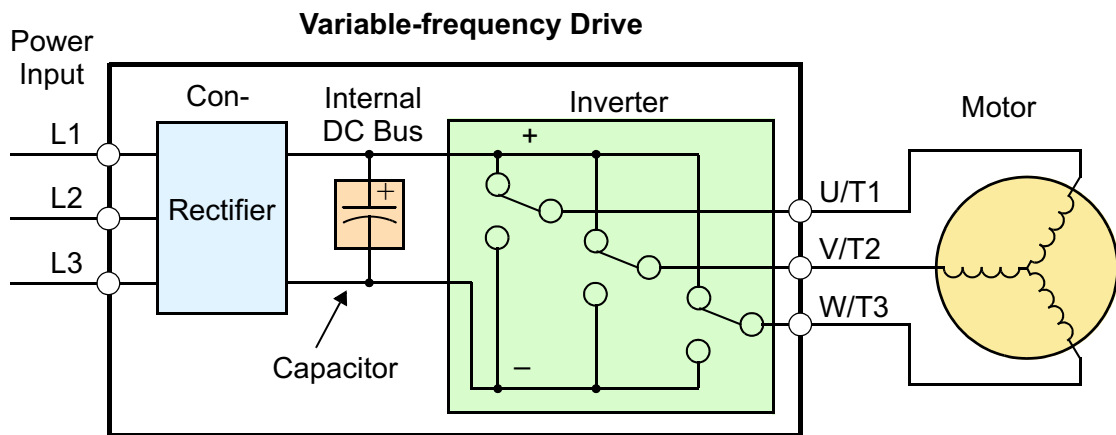 Variable-frequency Drive
Power
Input
Con-
Internal
DC Bus
Inverter
Motor
L1
L2
L3
Rectifier
+
+
U/T1
V/T2
W/T3
Capacitor
–